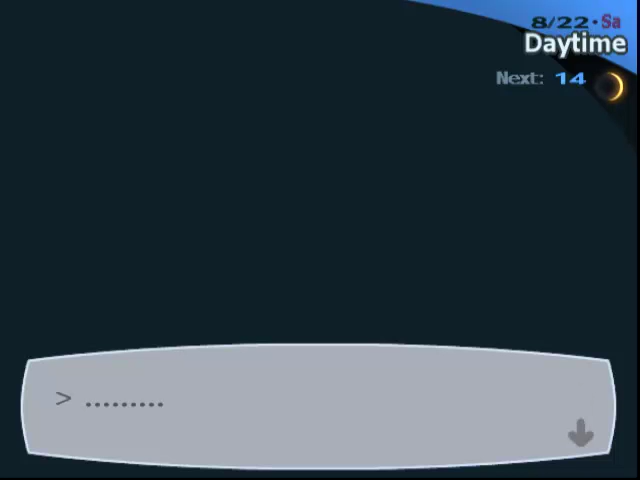 8/22•Sa
Daytime
Next: 14
> .........